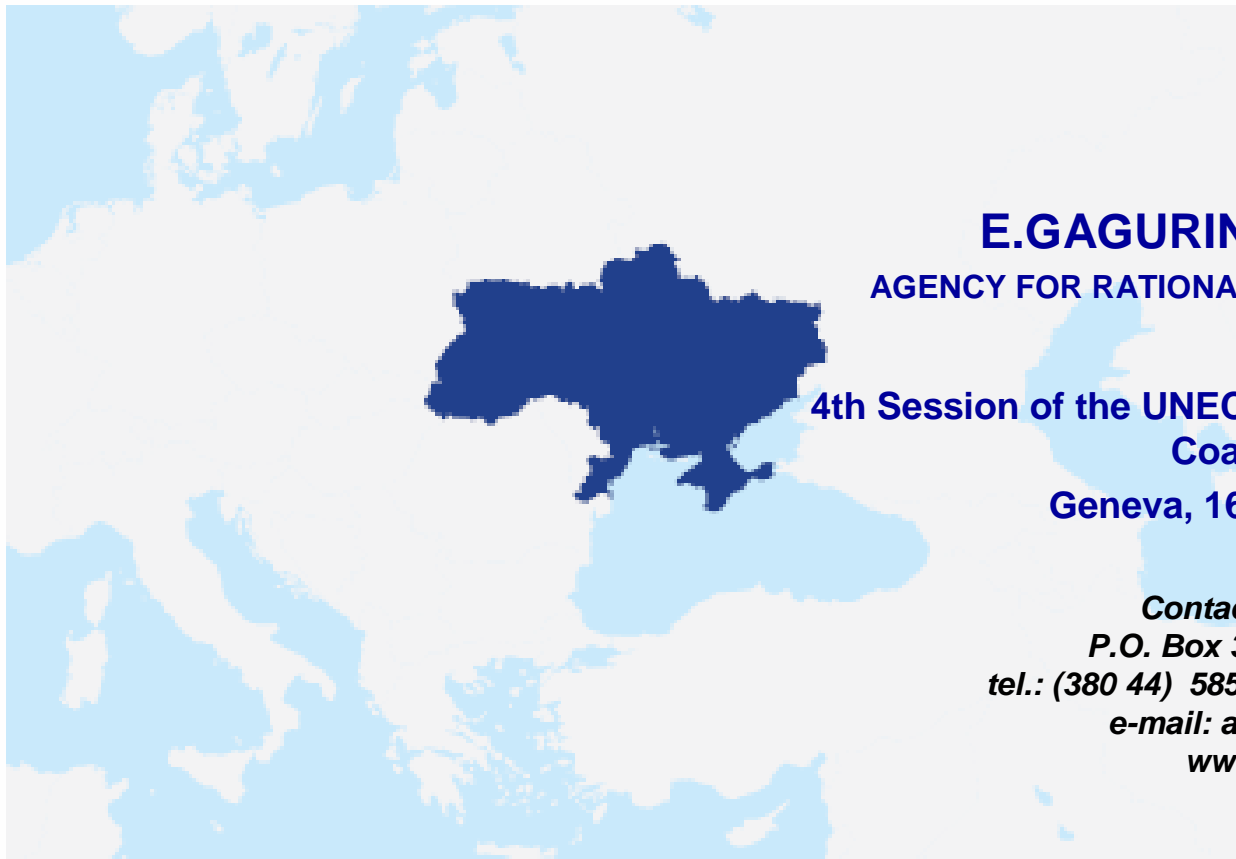 E.GAGURIN
AGENCY FOR RATIONA
4th Session of the UNEC
Coa
Geneva, 16
Contac
P.O. Box 3
tel.: (380 44) 585
e-mail: a
ww